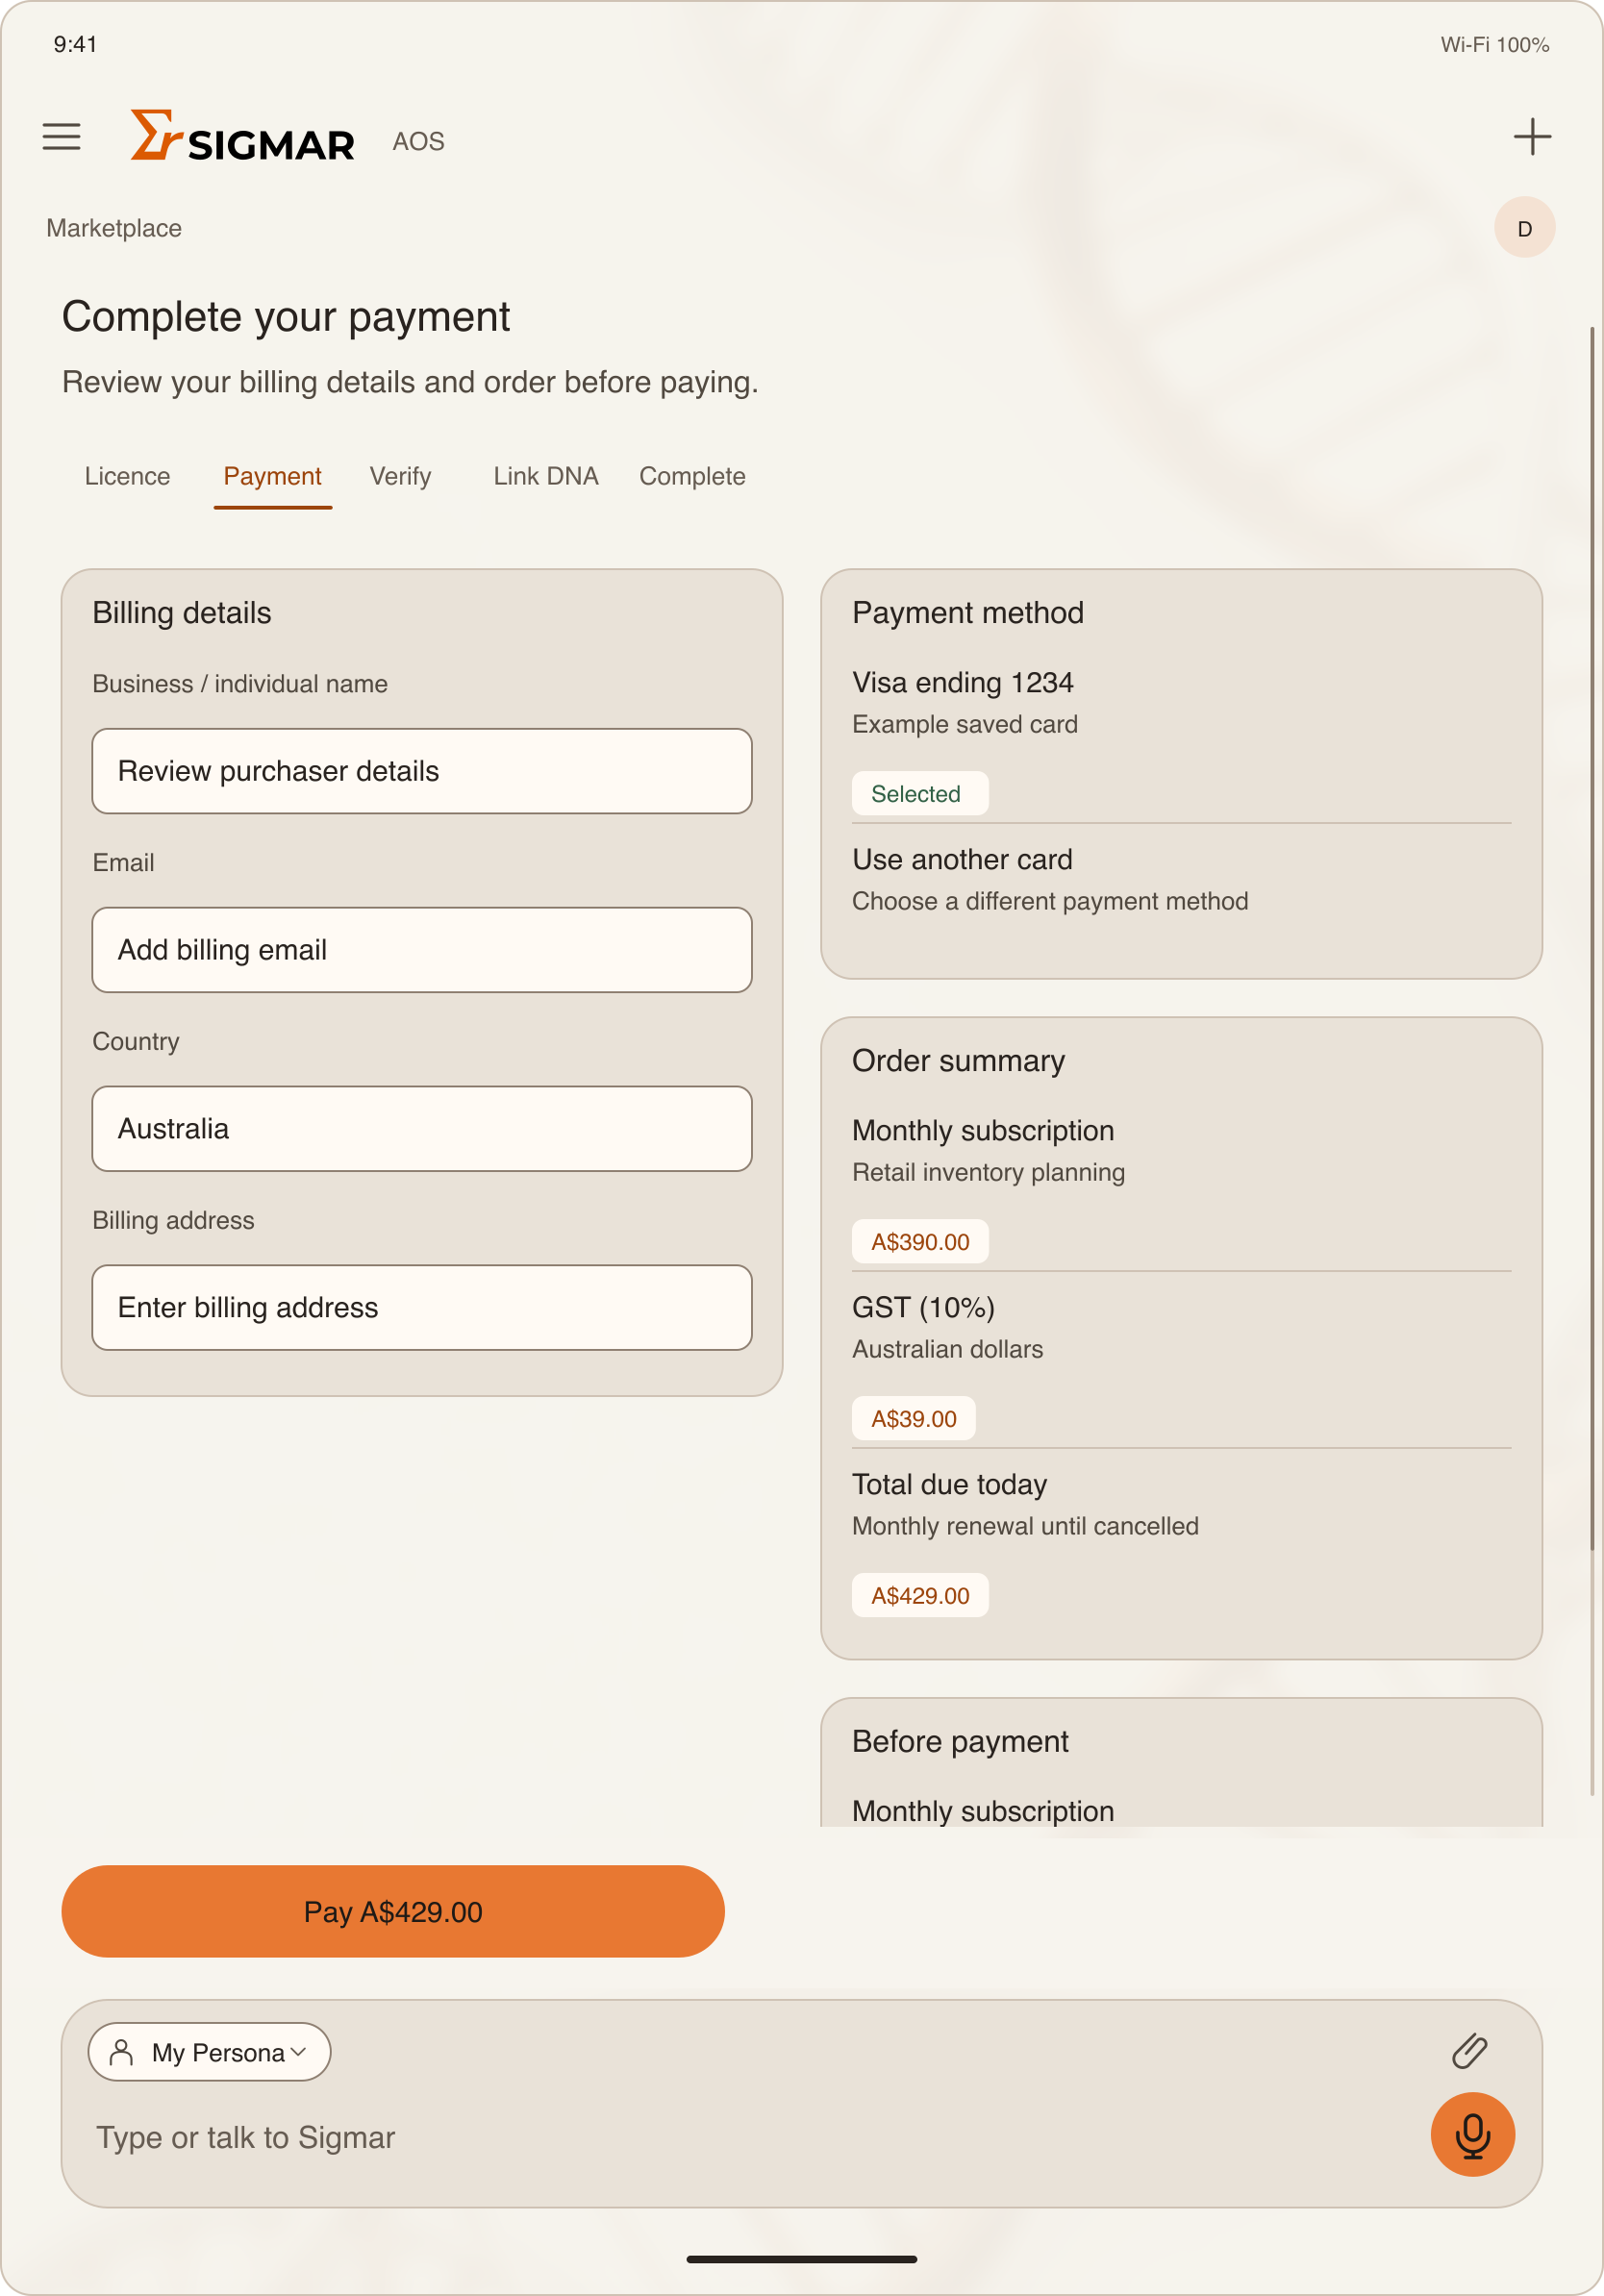 9:41
Wi-Fi 100%
Σr SIGMAR AOS
Marketplace
D
Complete your payment
Review your billing details and order before paying.
Licence
Payment
Verify
Link DNA
Complete
Billing details
Business / individual name
Review purchaser details
Email
Add billing email
Country
Australia
Billing address
Enter billing address
Payment method
Visa ending 1234
Example saved card
Selected
Use another card
Choose a different payment method
Order summary
Monthly subscription
Retail inventory planning
A$390.00
GST (10%)
Australian dollars
A$39.00
Total due today
Monthly renewal until cancelled
A$429.00
Before payment
Monthly subscription
Pay A$429.00
My Persona
Type or talk to Sigmar